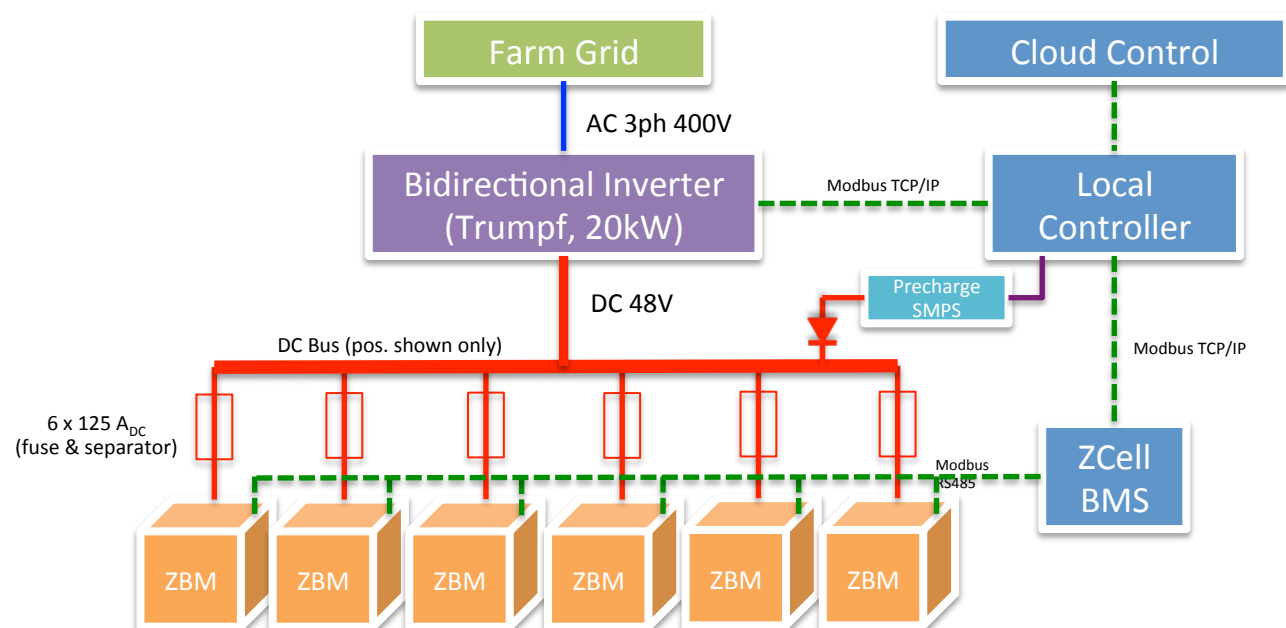 Farm Grid
Cloud Control
AC 3ph 400V
Bidirectional Inverter
(Trumpf, 20kW)
Modbus TCP/IP
Local
Controller
Precharge
SMPS
DC 48V
DC Bus (pos. shown only)
Modbus TCP/IP
6 x 125 ADC
(fuse & separator)
Modbus
RS485
ZCell
BMS
ZBM
ZBM
ZBM
ZBM
ZBM
ZBM